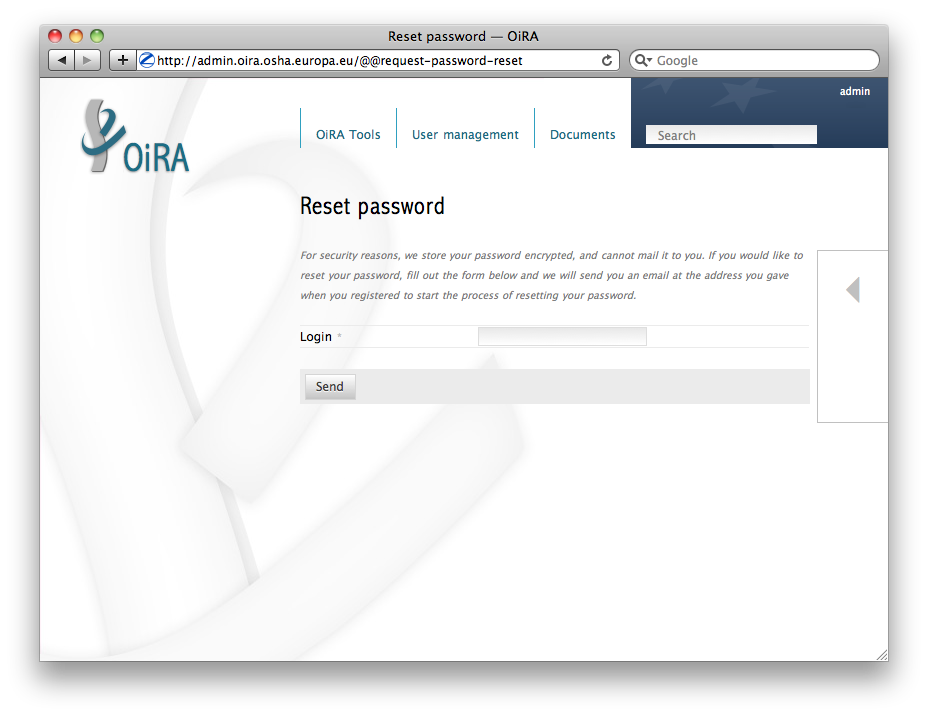 Reset password — OiRA
http://admin.oira.osha.europa.eu/@@request-password-reset
Google
admin
OiRA
OiRA Tools
User management
Documents
Search
Reset password
For security reasons, we store your password encrypted, and cannot mail it to you. If you would like to
reset your password, fill out the form below and we will send you an email at the address you gave
when you registered to start the process of resetting your password.
Login *
Send